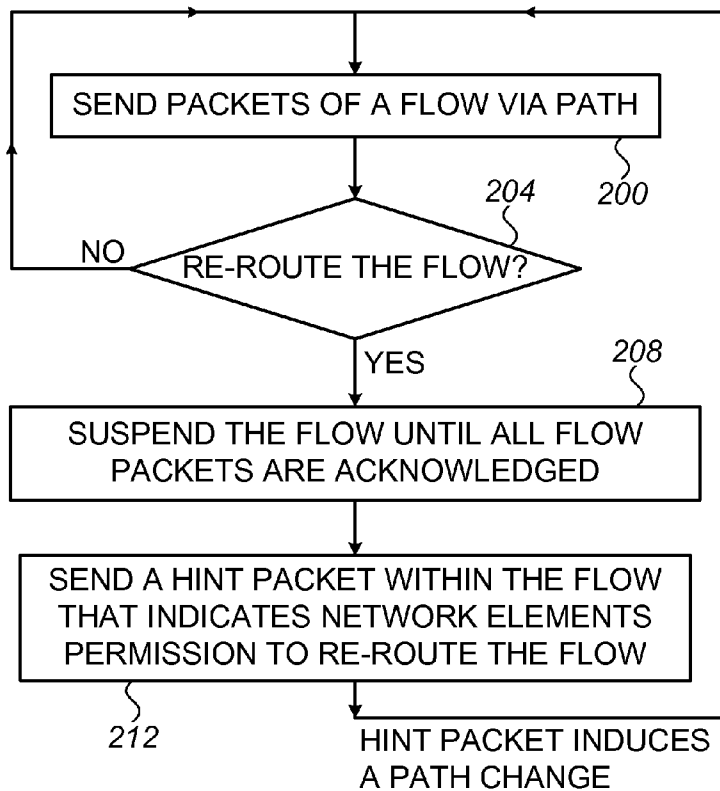 SEND PACKETS OF A FLOW VIA PATH
200
204
NO
RE-ROUTE THE FLOW?
YES
208
SUSPEND THE FLOW UNTIL ALL FLOW
PACKETS ARE ACKNOWLEDGED
SEND A HINT PACKET WITHIN THE FLOW
THAT INDICATES NETWORK ELEMENTS
PERMISSION TO RE-ROUTE THE FLOW
212
HINT PACKET INDUCES
A PATH CHANGE